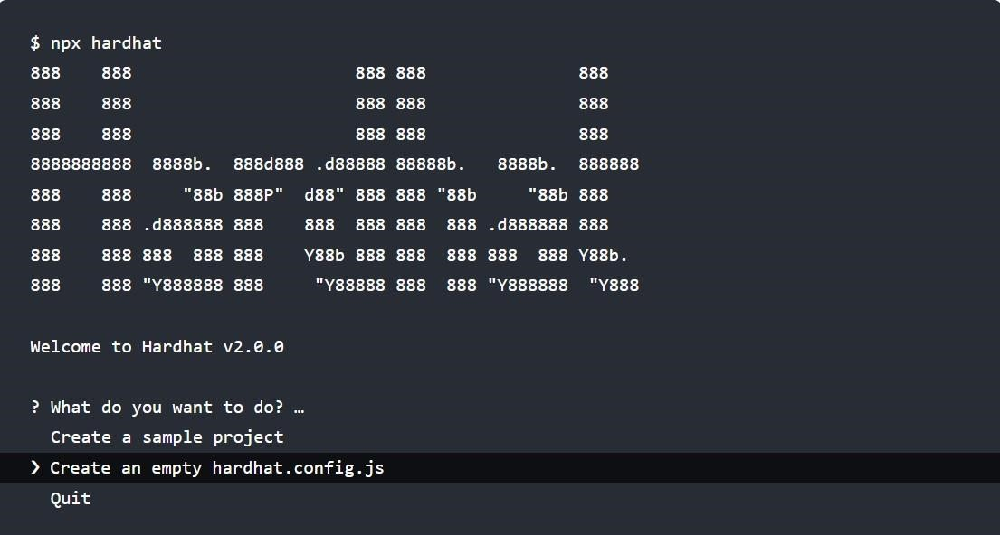 $ npx hardhat
888    888                      888 888               888
888    888                      888 888               888
888    888                      888 888               888
8888888888  8888b.  888d888 .d88888 88888b.   8888b.  888888
888    888     "88b 888P"  d88" 888 888 "88b     "88b 888
888    888 .d888888 888    888  888 888  888 .d888888 888
888    888 888  888 888    Y88b 888 888  888 888  888 Y88b.
888    888 "Y888888 888     "Y88888 888  888 "Y888888  "Y888
Welcome to Hardhat v2.0.0
? What do you want to do? …
Create a sample project
❯ Create an empty hardhat.config.js
Quit